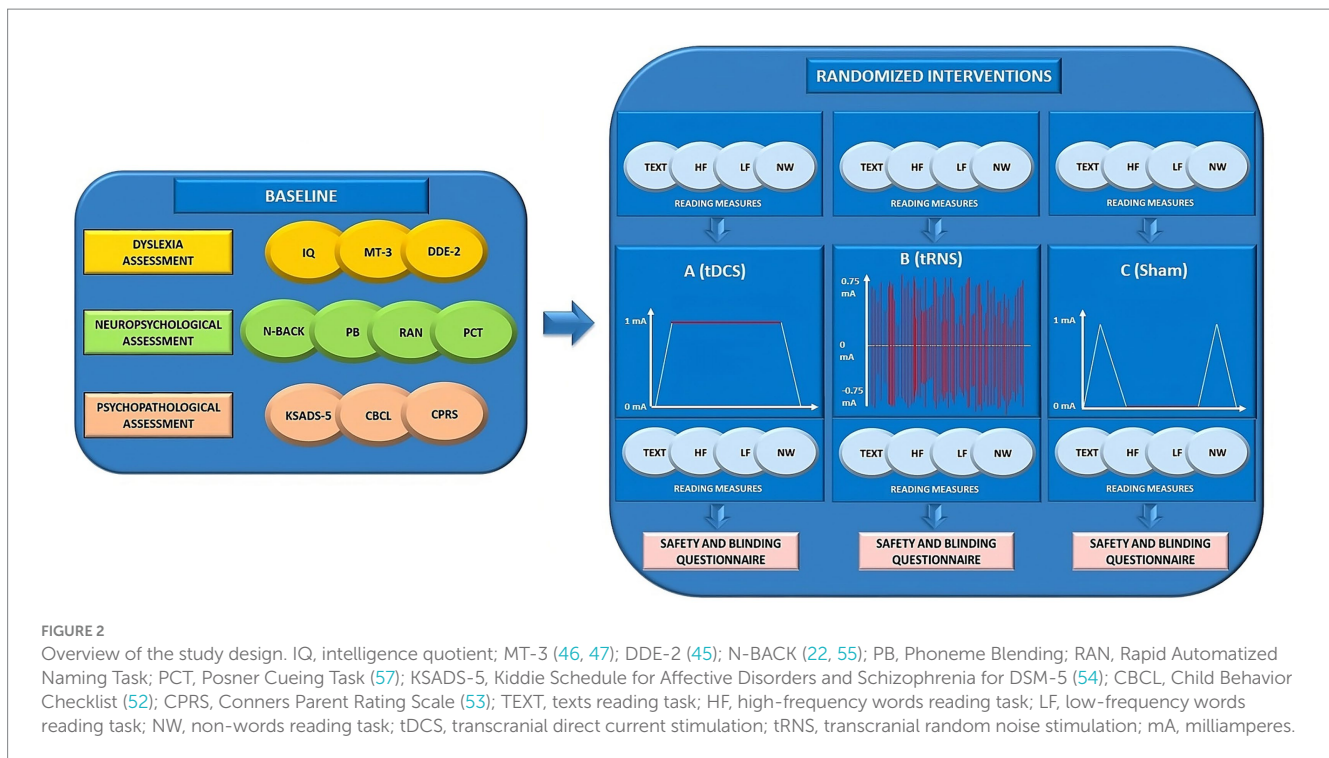 BASELINE
DYSLEXIA
ASSESSMENT
IQ
MT-3
DDE-2
NEUROPSYCHOLOGICAL
ASSESSMENT
N-BACK
PB
RAN
PCT
PSYCHOPATHOLOGICAL
ASSESSMENT
KSADS-5
CBCL
CPRS
RANDOMIZED INTERVENTIONS
TEXT HF LF NW
READING MEASURES
TEXT HF LF NW
READING MEASURES
TEXT HF LF NW
READING MEASURES
A (tDCS)
1 mA
0 mA
B (tRNS)
0.75
mA
0
mA
-0.75
mA
C (Sham)
1 mA
0 mA
TEXT HF LF NW
READING MEASURES
TEXT HF LF NW
READING MEASURES
TEXT HF LF NW
READING MEASURES
SAFETY AND BLINDING
QUESTIONNAIRE
SAFETY AND BLINDING
QUESTIONNAIRE
SAFETY AND BLINDING
QUESTIONNAIRE
FIGURE 2
Overview of the study design. IQ, intelligence quotient; MT-3 (46, 47); DDE-2 (45); N-BACK (22, 55); PB, Phoneme Blending; RAN, Rapid Automatized
Naming Task; PCT, Posner Cueing Task (57); KSADS-5, Kiddie Schedule for Affective Disorders and Schizophrenia for DSM-5 (54); CBCL, Child Behavior
Checklist (52); CPRS, Conners Parent Rating Scale (53); TEXT, texts reading task; HF, high-frequency words reading task; LF, low-frequency words
reading task; NW, non-words reading task; tDCS, transcranial direct current stimulation; tRNS, transcranial random noise stimulation; mA, milliamperes.